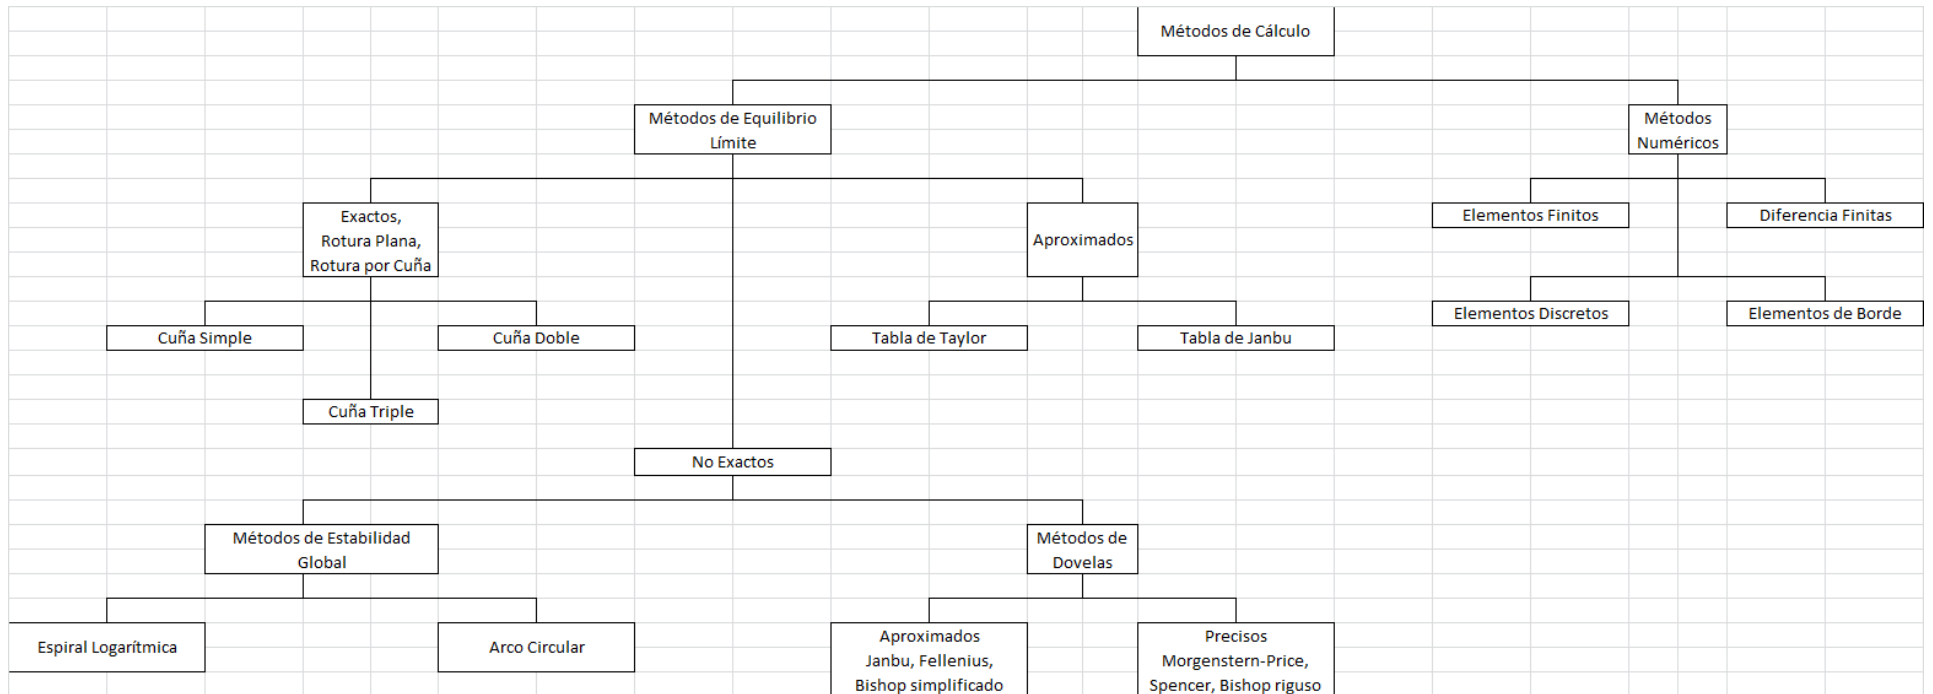 Métodos de Cálculo
Métodos de Equilibrio
Límite
Métodos
Numéricos
Exactos,
Rotura Plana,
Rotura por Cuña
Aproximados
Elementos Finitos
Diferencia Finitas
Elementos Discretos
Elementos de Borde
Cuña Simple
Cuña Doble
Tabla de Taylor
Tabla de Janbu
Cuña Triple
No Exactos
Métodos de Estabilidad
Global
Métodos de
Dovelas
Espiral Logarítmica
Arco Circular
Aproximados
Janbu, Fellenius,
Bishop simplificado
Precisos
Morgenstern-Price,
Spencer, Bishop riguso